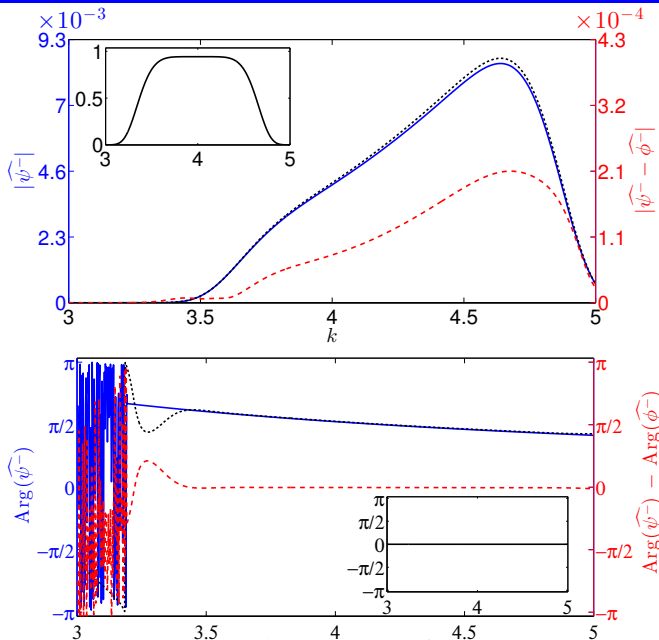 ×10⁻³
×10⁻⁴
9.3
7
4.6
2.3
0
|ψ̂⁻|
4.3
3.2
2.1
1.1
0
|ψ̂⁻ − φ̂⁻|
1
0.5
0
3 4 5
3 3.5 4 4.5 5
k
π
π/2
0
−π/2
−π
Arg(ψ̂⁻)
π
π/2
0
−π/2
−π
Arg(ψ̂⁻) − Arg(φ̂⁻)
π
π/2
0
−π/2
−π
3 4 5
3 3.5 4 4.5 5